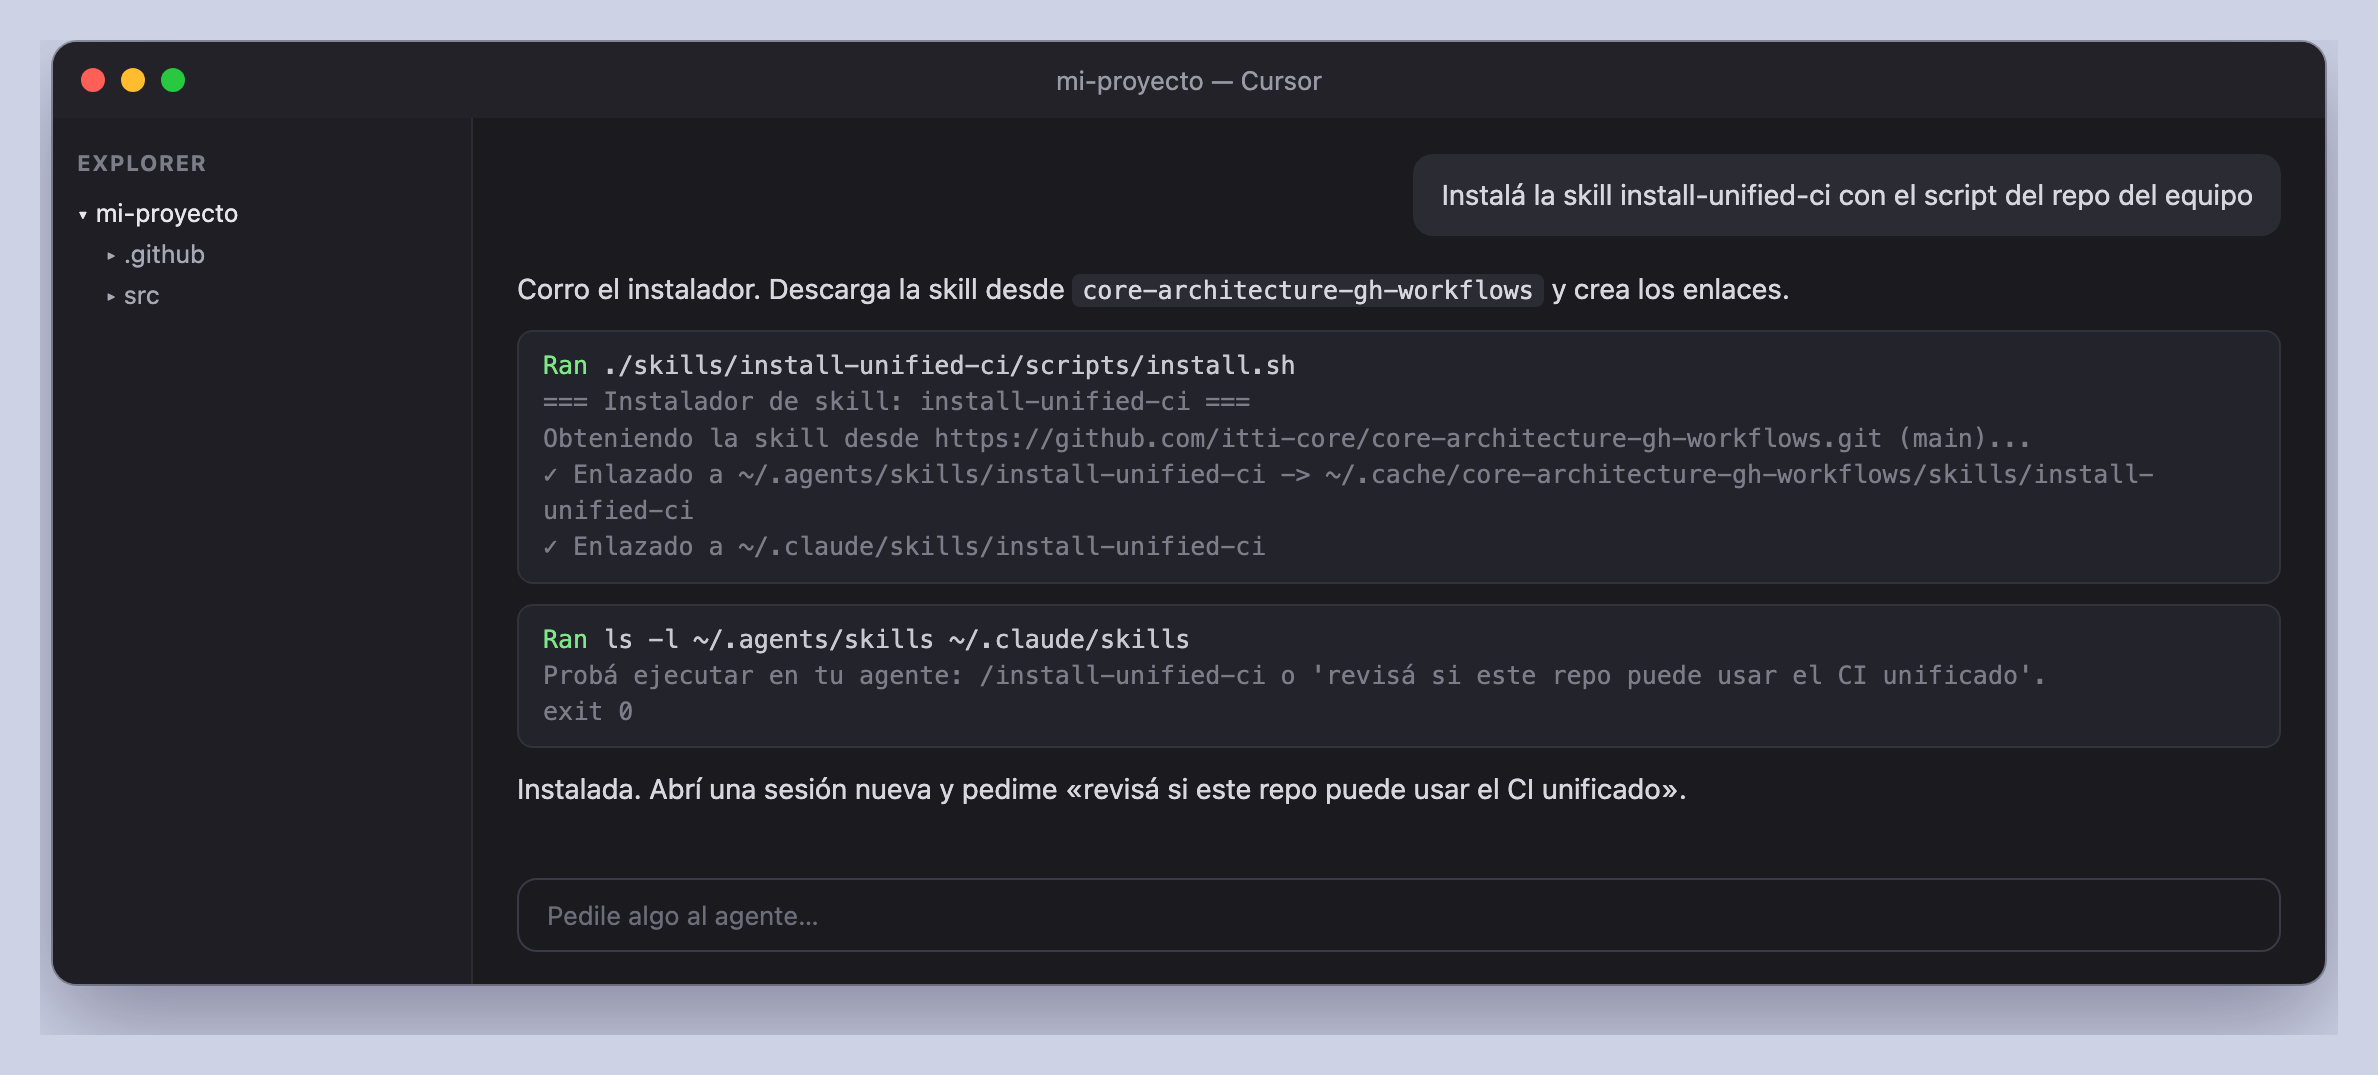 mi-proyecto — Cursor
EXPLORER
▾ mi-proyecto
▸ .github
▸ src
Instalá la skill install-unified-ci con el script del repo del equipo
Corro el instalador. Descarga la skill desde core-architecture-gh-workflows y crea los enlaces.
Ran ./skills/install-unified-ci/scripts/install.sh
=== Instalador de skill: install-unified-ci ===
Obteniendo la skill desde https://github.com/itti-core/core-architecture-gh-workflows.git (main)...
✓ Enlazado a ~/.agents/skills/install-unified-ci -> ~/.cache/core-architecture-gh-workflows/skills/install-
unified-ci
✓ Enlazado a ~/.claude/skills/install-unified-ci
Ran ls -l ~/.agents/skills ~/.claude/skills
Probá ejecutar en tu agente: /install-unified-ci o 'revisá si este repo puede usar el CI unificado'.
exit 0
Instalada. Abrí una sesión nueva y pedime «revisá si este repo puede usar el CI unificado».
Pedile algo al agente...